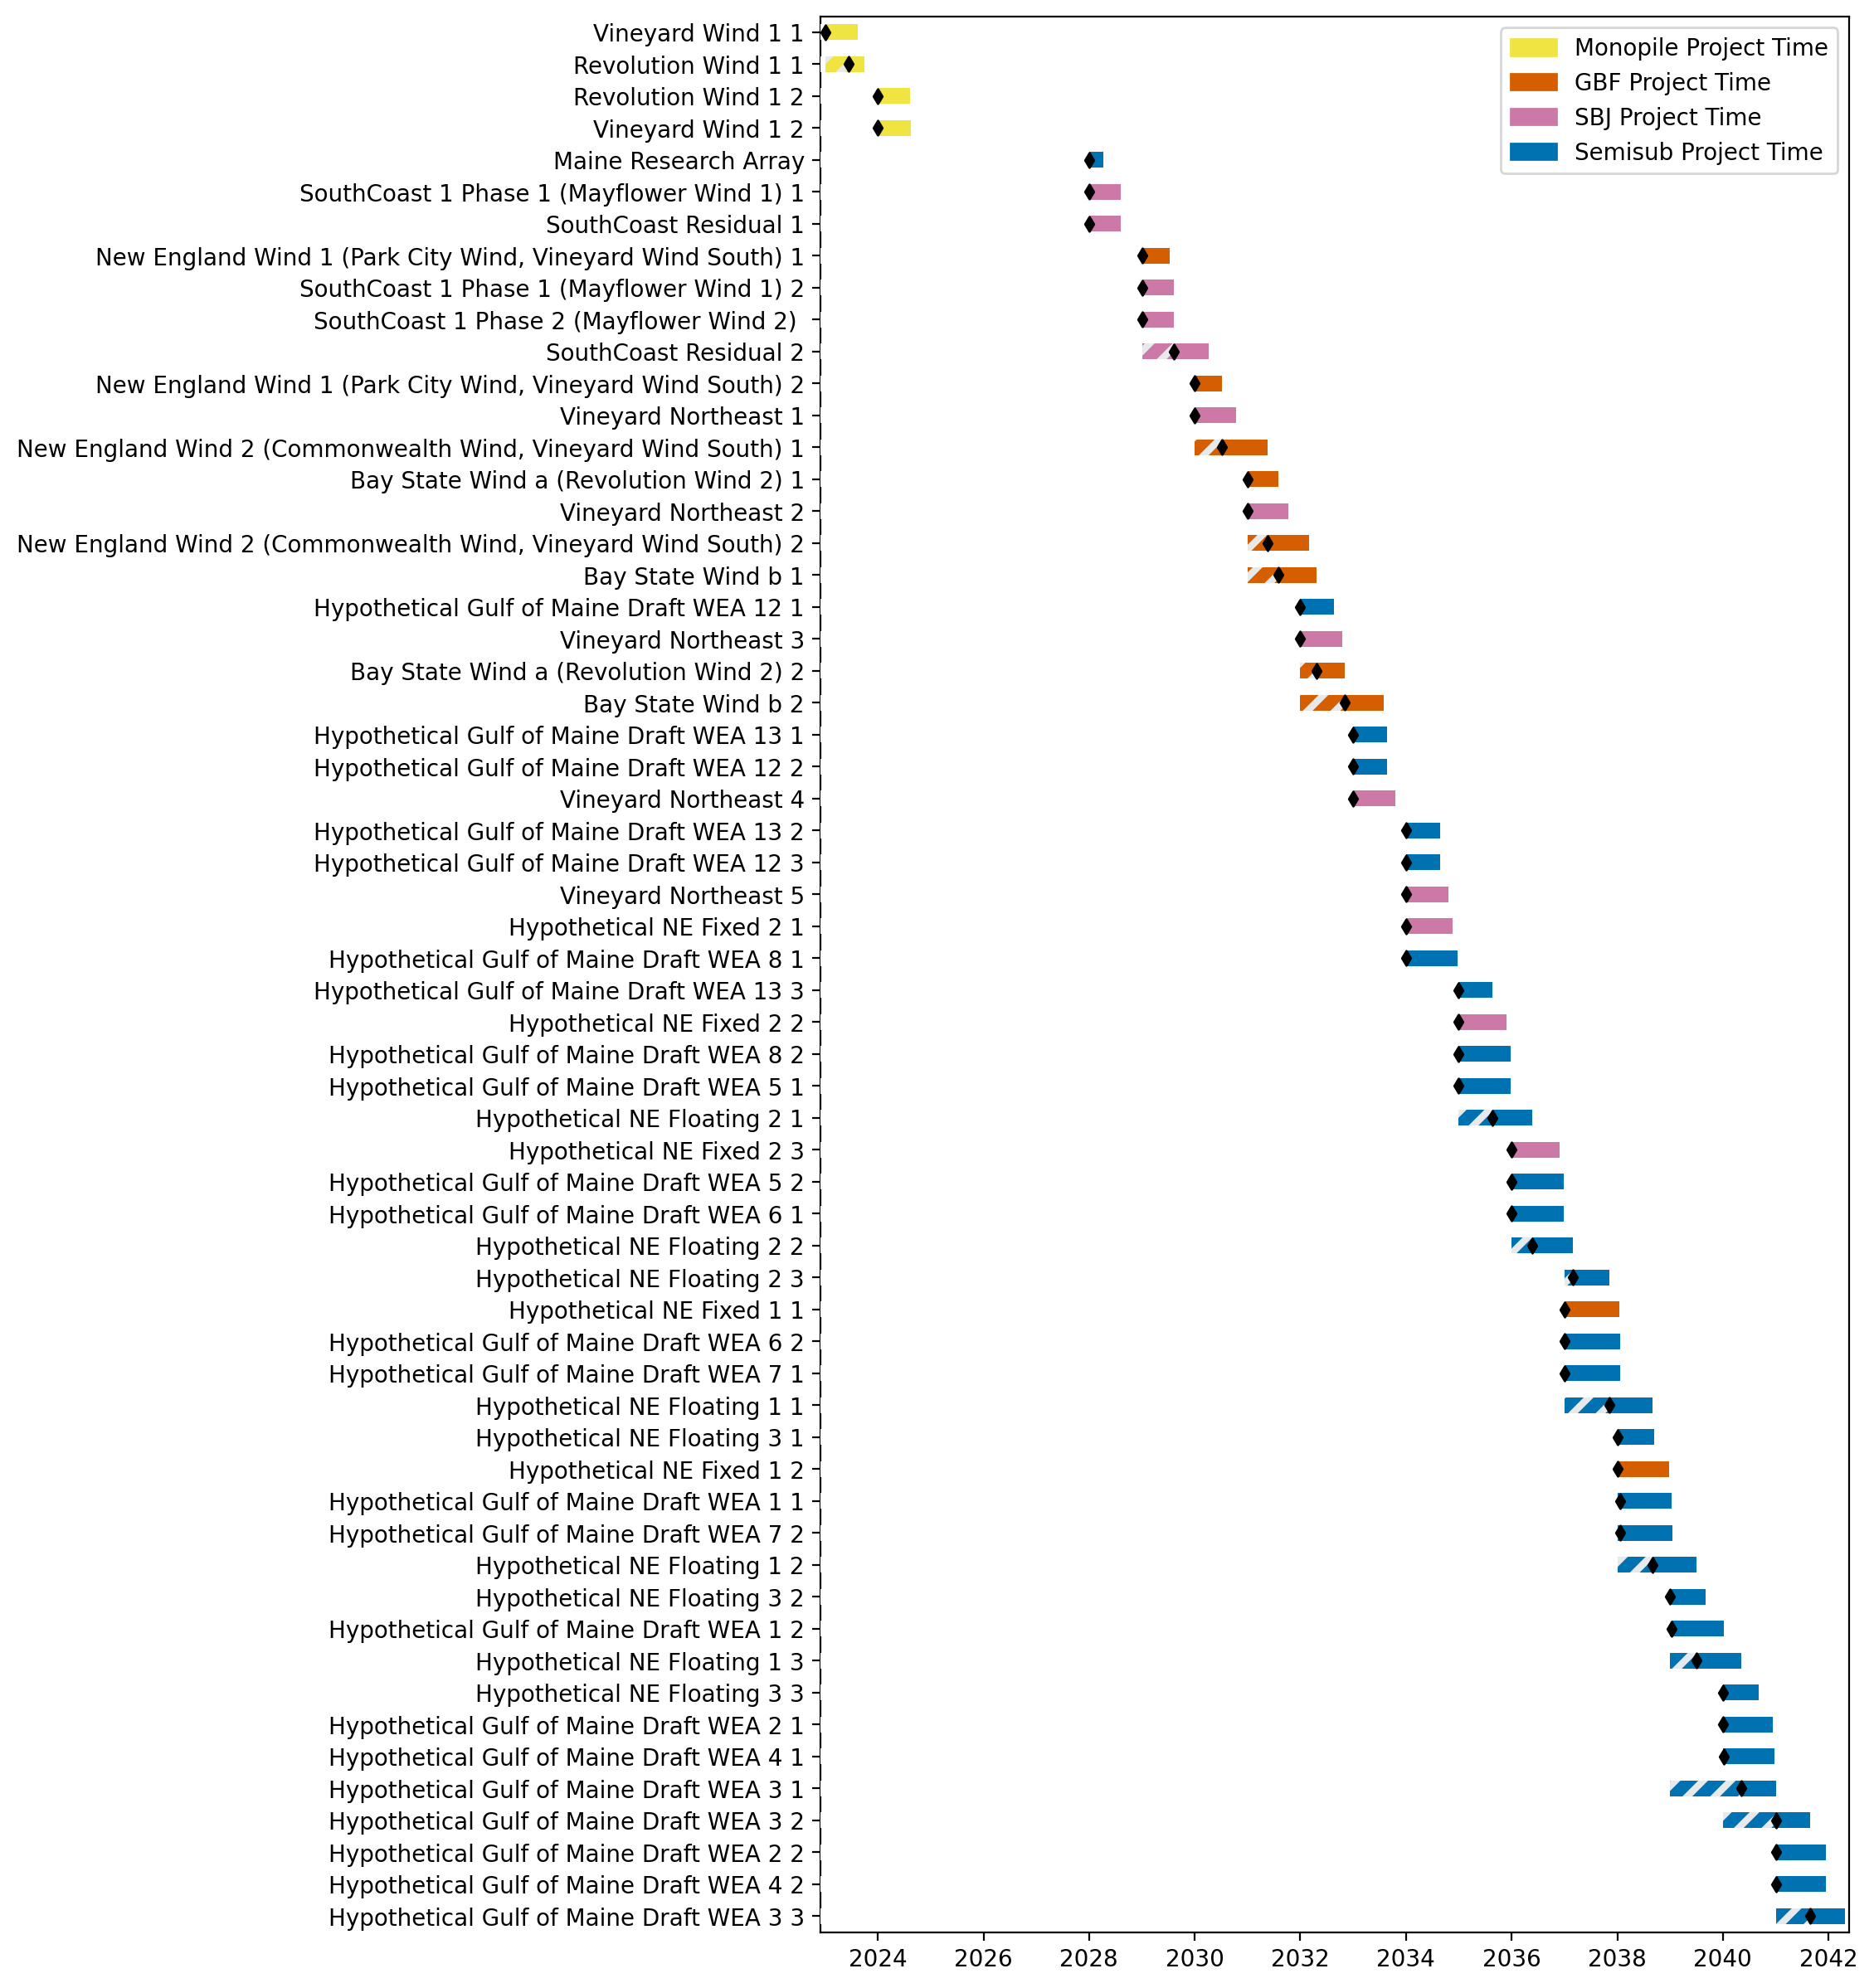 Vineyard Wind 1 1
Revolution Wind 1 1
Revolution Wind 1 2
Vineyard Wind 1 2
Maine Research Array
SouthCoast 1 Phase 1 (Mayflower Wind 1) 1
SouthCoast Residual 1
New England Wind 1 (Park City Wind, Vineyard Wind South) 1
SouthCoast 1 Phase 1 (Mayflower Wind 1) 2
SouthCoast 1 Phase 2 (Mayflower Wind 2)
SouthCoast Residual 2
New England Wind 1 (Park City Wind, Vineyard Wind South) 2
Vineyard Northeast 1
New England Wind 2 (Commonwealth Wind, Vineyard Wind South) 1
Bay State Wind a (Revolution Wind 2) 1
Vineyard Northeast 2
New England Wind 2 (Commonwealth Wind, Vineyard Wind South) 2
Bay State Wind b 1
Hypothetical Gulf of Maine Draft WEA 12 1
Vineyard Northeast 3
Bay State Wind a (Revolution Wind 2) 2
Bay State Wind b 2
Hypothetical Gulf of Maine Draft WEA 13 1
Hypothetical Gulf of Maine Draft WEA 12 2
Vineyard Northeast 4
Hypothetical Gulf of Maine Draft WEA 13 2
Hypothetical Gulf of Maine Draft WEA 12 3
Vineyard Northeast 5
Hypothetical NE Fixed 2 1
Hypothetical Gulf of Maine Draft WEA 8 1
Hypothetical Gulf of Maine Draft WEA 13 3
Hypothetical NE Fixed 2 2
Hypothetical Gulf of Maine Draft WEA 8 2
Hypothetical Gulf of Maine Draft WEA 5 1
Hypothetical NE Floating 2 1
Hypothetical NE Fixed 2 3
Hypothetical Gulf of Maine Draft WEA 5 2
Hypothetical Gulf of Maine Draft WEA 6 1
Hypothetical NE Floating 2 2
Hypothetical NE Floating 2 3
Hypothetical NE Fixed 1 1
Hypothetical Gulf of Maine Draft WEA 6 2
Hypothetical Gulf of Maine Draft WEA 7 1
Hypothetical NE Floating 1 1
Hypothetical NE Floating 3 1
Hypothetical NE Fixed 1 2
Hypothetical Gulf of Maine Draft WEA 1 1
Hypothetical Gulf of Maine Draft WEA 7 2
Hypothetical NE Floating 1 2
Hypothetical NE Floating 3 2
Hypothetical Gulf of Maine Draft WEA 1 2
Hypothetical NE Floating 1 3
Hypothetical NE Floating 3 3
Hypothetical Gulf of Maine Draft WEA 2 1
Hypothetical Gulf of Maine Draft WEA 4 1
Hypothetical Gulf of Maine Draft WEA 3 1
Hypothetical Gulf of Maine Draft WEA 3 2
Hypothetical Gulf of Maine Draft WEA 2 2
Hypothetical Gulf of Maine Draft WEA 4 2
Hypothetical Gulf of Maine Draft WEA 3 3
Monopile Project Time
GBF Project Time
SBJ Project Time
Semisub Project Time
2024 2026 2028 2030 2032 2034 2036 2038 2040 2042